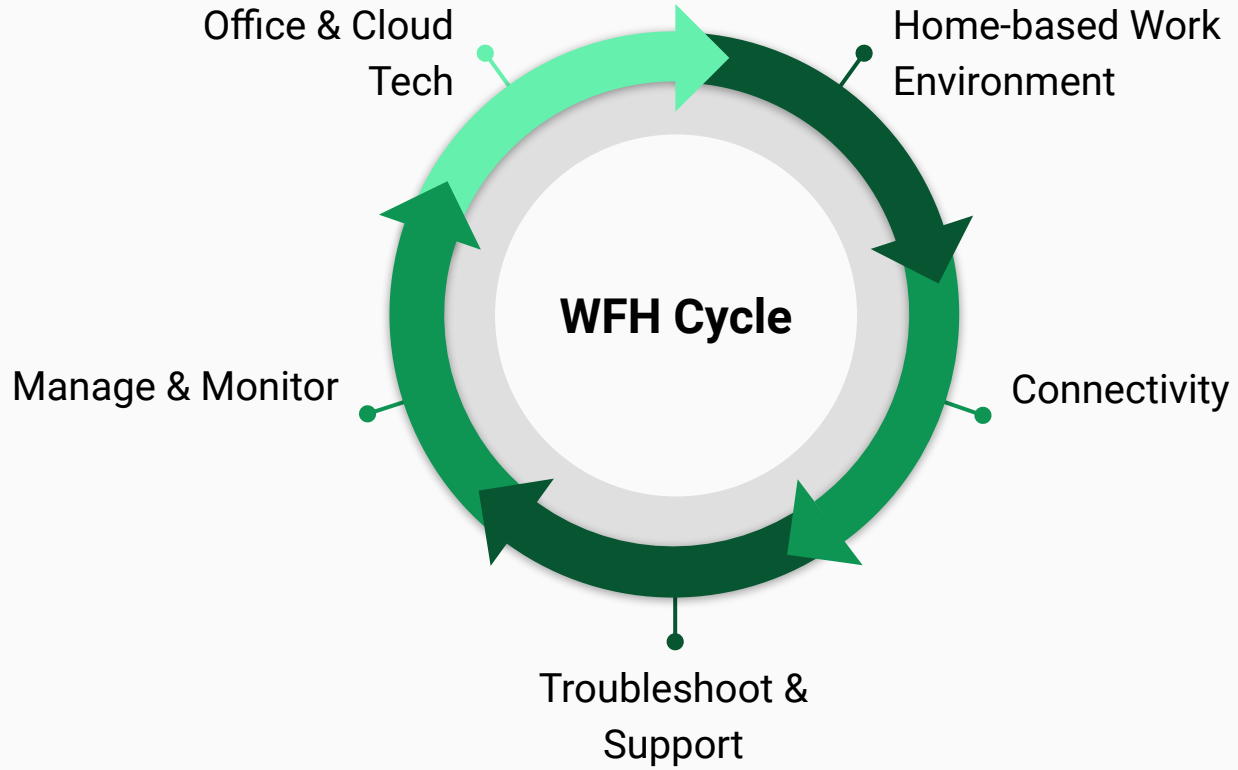 Office & Cloud
Tech
Home-based Work
Environment
WFH Cycle
Manage & Monitor
Connectivity
Troubleshoot &
Support